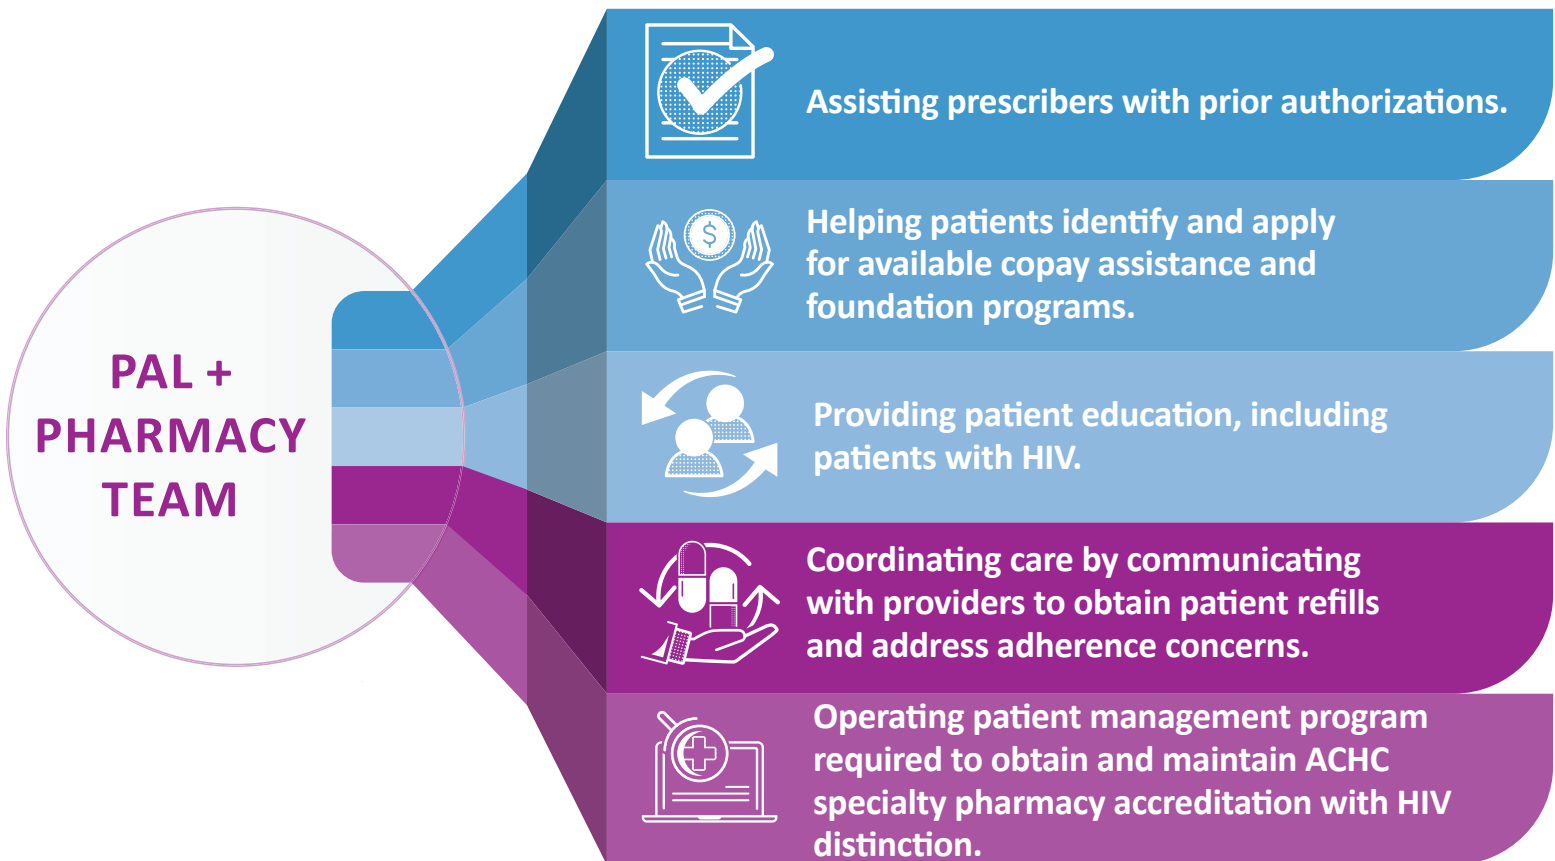 PAL +
PHARMACY
TEAM
Assisting prescribers with prior authorizations.
Helping patients identify and apply
for available copay assistance and
foundation programs.
Providing patient education, including
patients with HIV.
Coordinating care by communicating
with providers to obtain patient refills
and address adherence concerns.
Operating patient management program
required to obtain and maintain ACHC
specialty pharmacy accreditation with HIV
distinction.
$